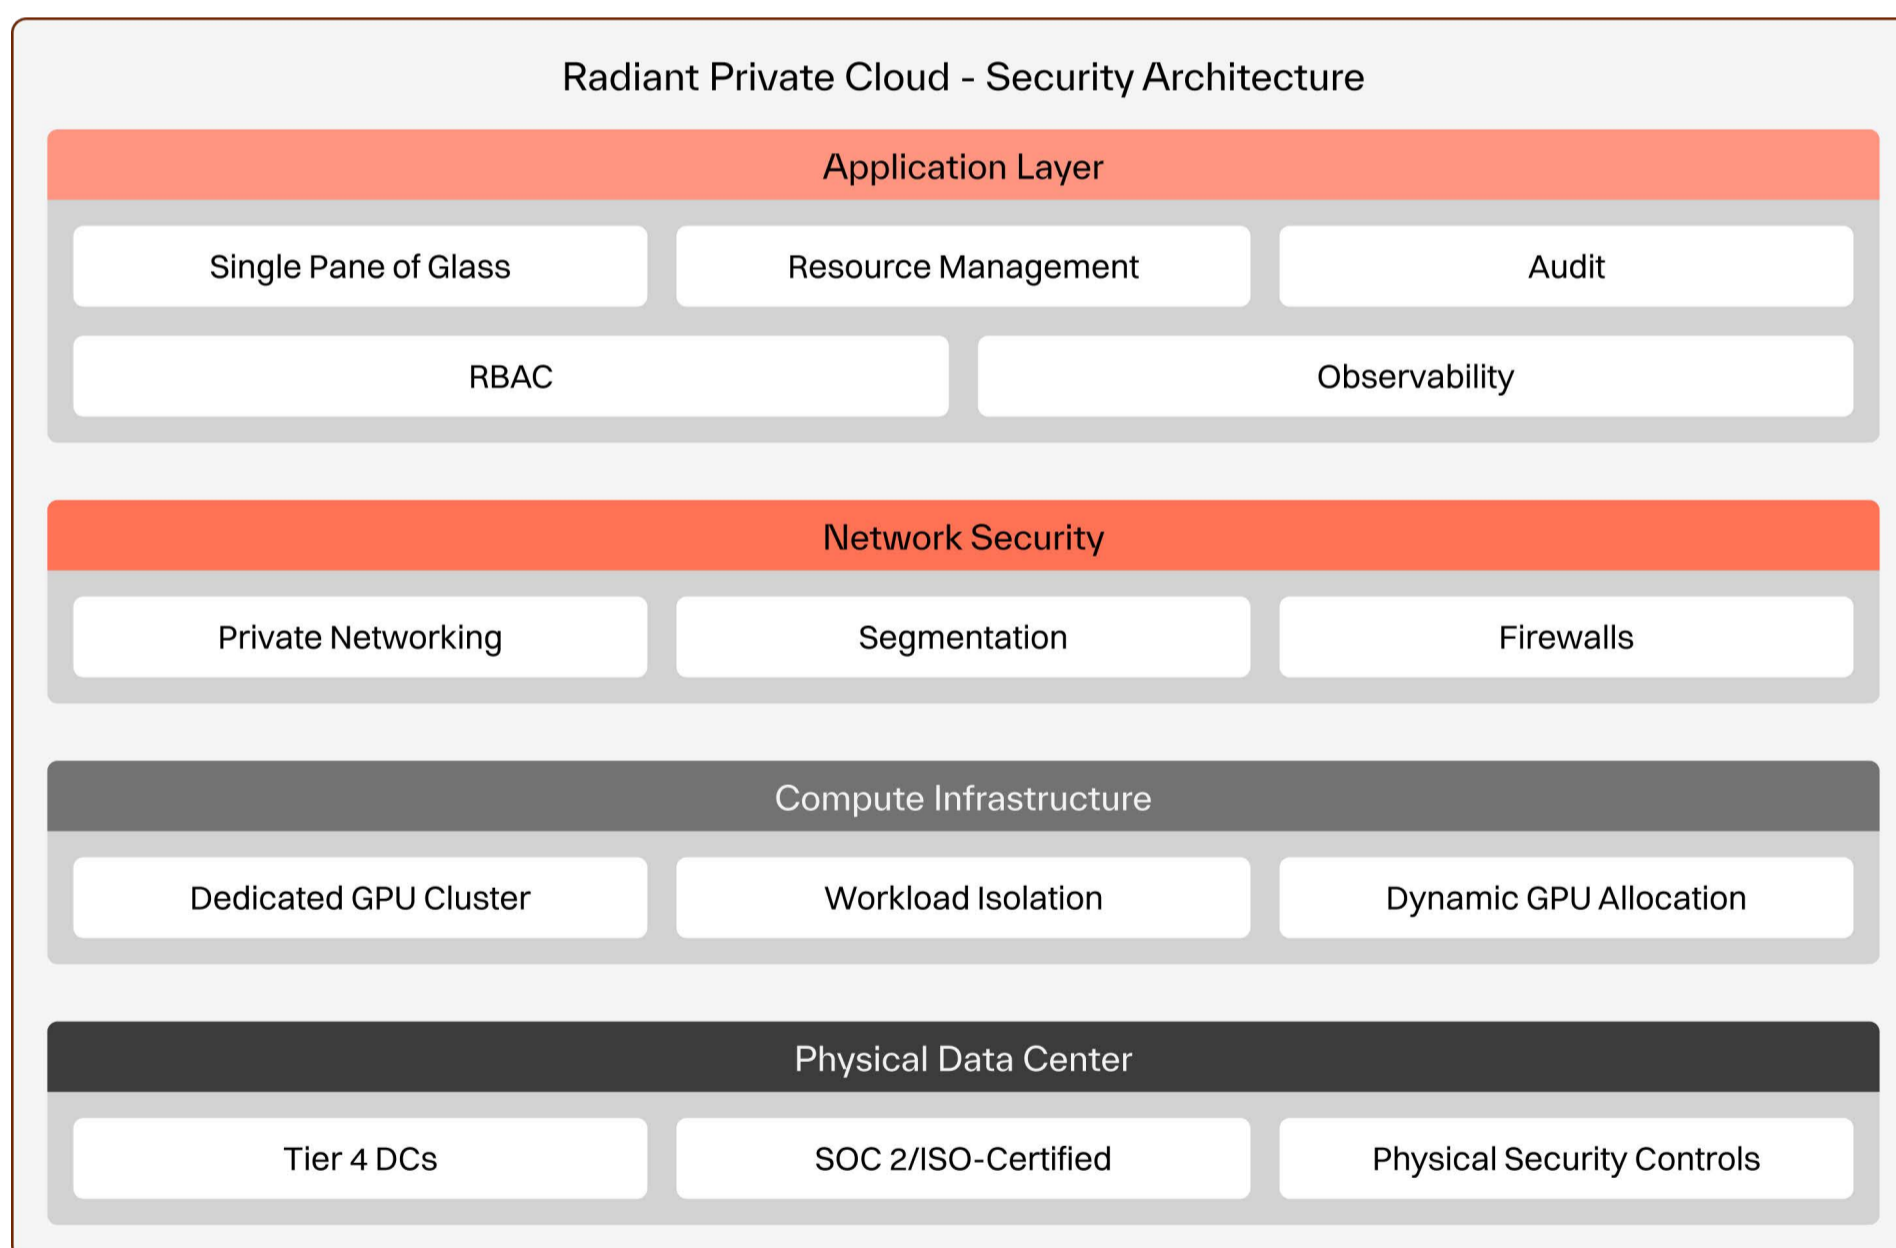 Radiant Private Cloud - Security Architecture
Application Layer
Single Pane of Glass
Resource Management
Audit
RBAC
Observability
Network Security
Private Networking
Segmentation
Firewalls
Compute Infrastructure
Dedicated GPU Cluster
Workload Isolation
Dynamic GPU Allocation
Physical Data Center
Tier 4 DCs
SOC 2/ISO-Certified
Physical Security Controls